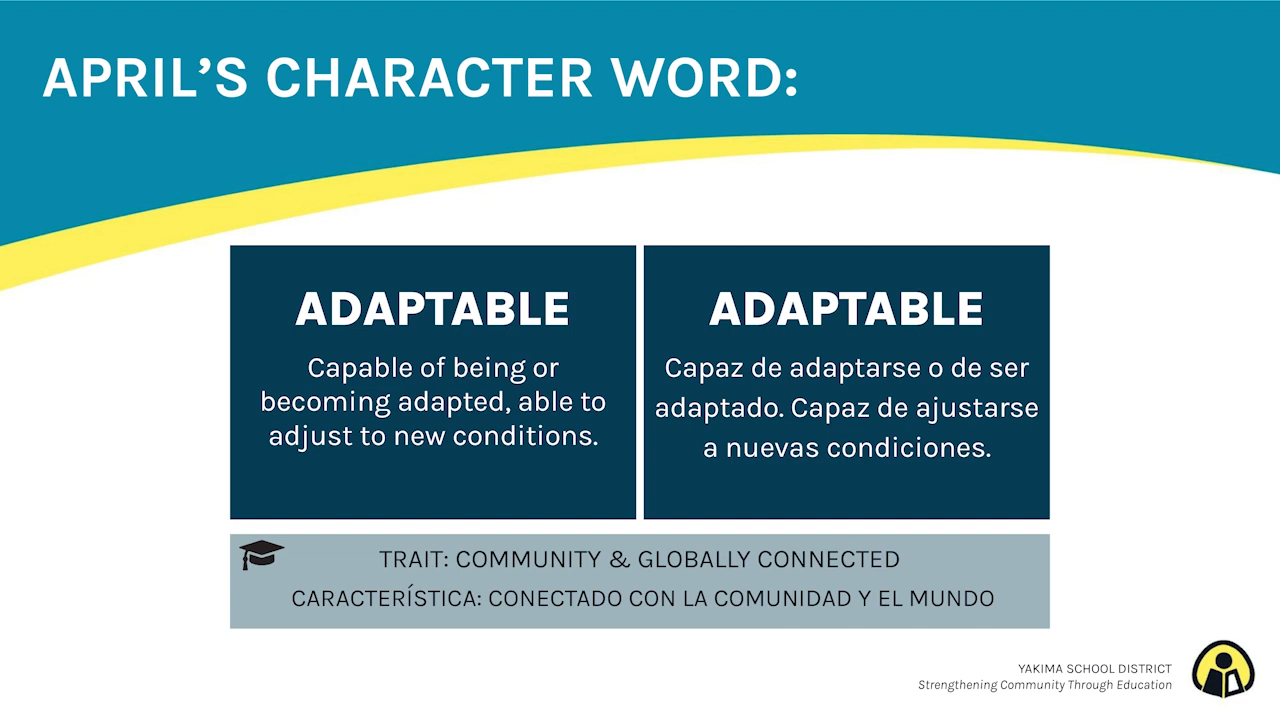 APRIL’S CHARACTER WORD:
ADAPTABLE
Capable of being or
becoming adapted, able to
adjust to new conditions.
ADAPTABLE
Capaz de adaptarse o de ser
adaptado. Capaz de ajustarse
a nuevas condiciones.
TRAIT: COMMUNITY & GLOBALLY CONNECTED
CARACTERÍSTICA: CONECTADO CON LA COMUNIDAD Y EL MUNDO
YAKIMA SCHOOL DISTRICT
Strengthening Community Through Education